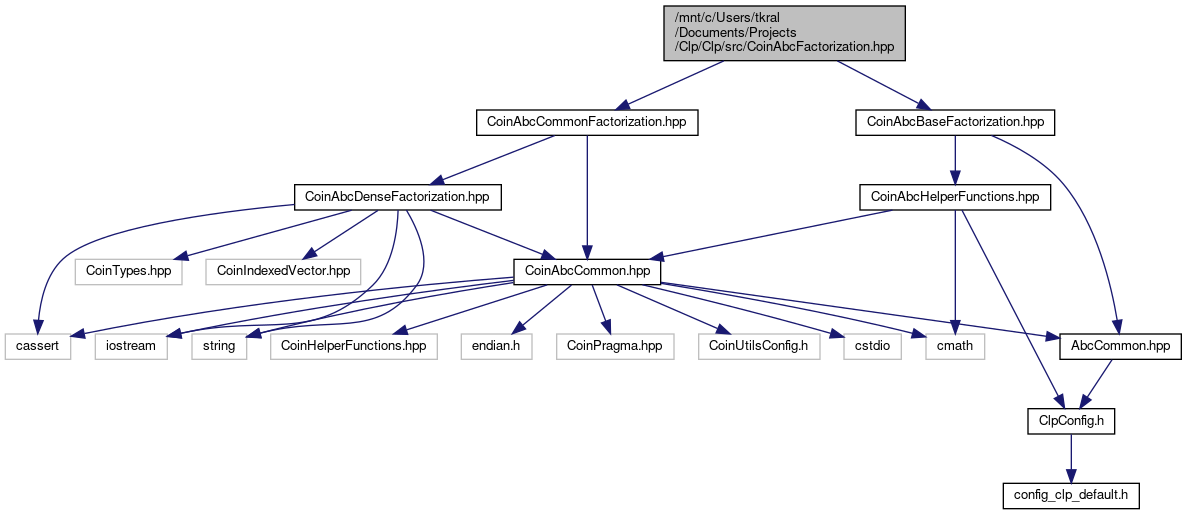 /mnt/c/Users/tkral
/Documents/Projects
/Clp/Clp/src/CoinAbcFactorization.hpp
CoinAbcCommonFactorization.hpp
CoinAbcBaseFactorization.hpp
CoinAbcDenseFactorization.hpp
CoinAbcHelperFunctions.hpp
CoinTypes.hpp
CoinIndexedVector.hpp
CoinAbcCommon.hpp
cassert
iostream
string
CoinHelperFunctions.hpp
endian.h
CoinPragma.hpp
CoinUtilsConfig.h
cstdio
cmath
AbcCommon.hpp
ClpConfig.h
config_clp_default.h